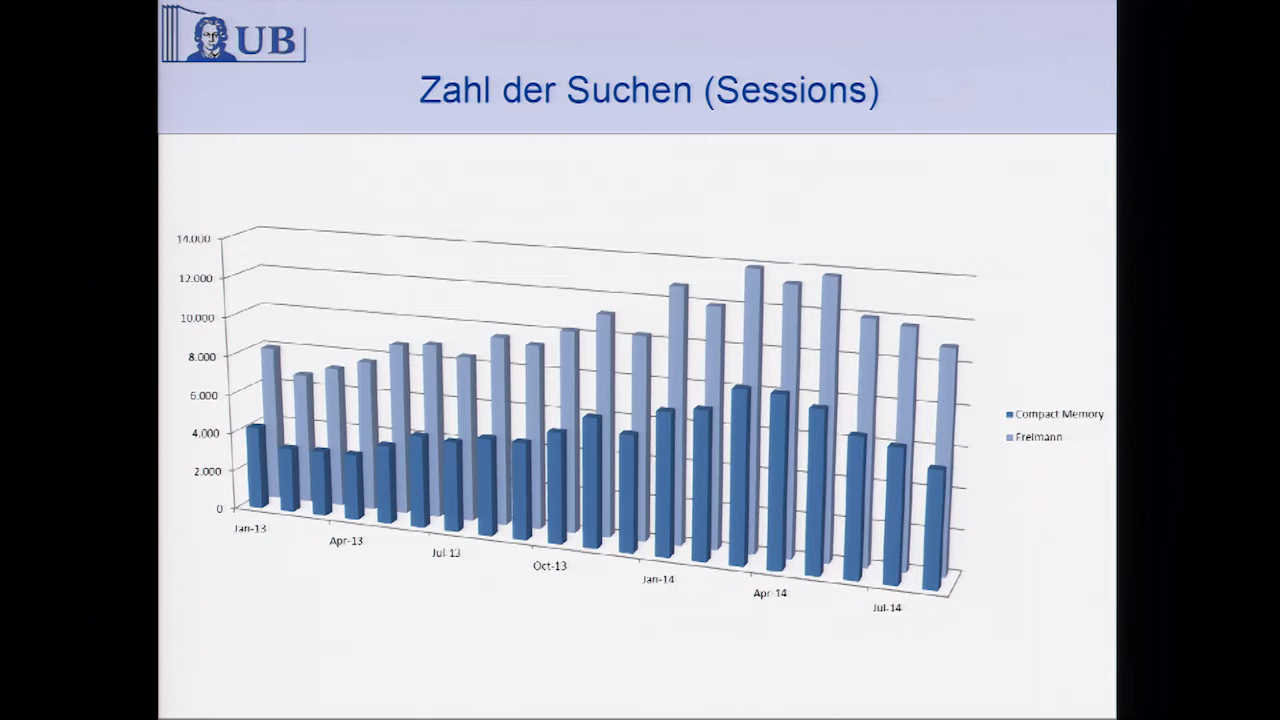 UB
Zahl der Suchen (Sessions)
14.000
12.000
10.000
8.000
6.000
4.000
2.000
0
Jan-13
Apr-13
Jul-13
Oct-13
Jan-14
Apr-14
Jul-14
Compact Memory
Freimann